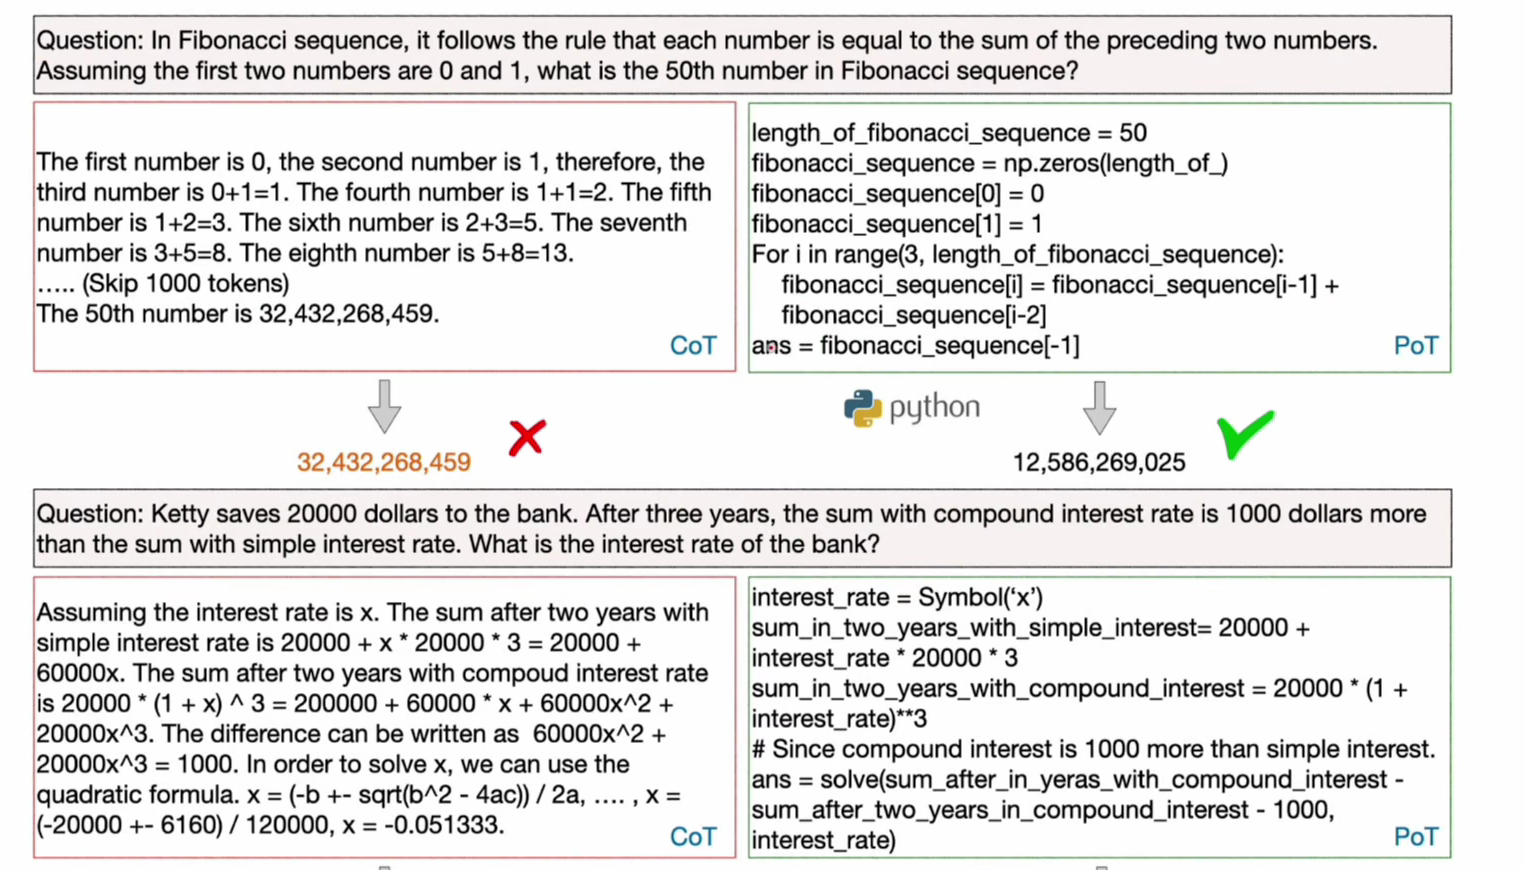 Question: In Fibonacci sequence, it follows the rule that each number is equal to the sum of the preceding two numbers.
Assuming the first two numbers are 0 and 1, what is the 50th number in Fibonacci sequence?
The first number is 0, the second number is 1, therefore, the
third number is 0+1=1. The fourth number is 1+1=2. The fifth
number is 1+2=3. The sixth number is 2+3=5. The seventh
number is 3+5=8. The eighth number is 5+8=13.
..... (Skip 1000 tokens)
The 50th number is 32,432,268,459.
CoT
length_of_fibonacci_sequence = 50
fibonacci_sequence = np.zeros(length_of_)
fibonacci_sequence[0] = 0
fibonacci_sequence[1] = 1
For i in range(3, length_of_fibonacci_sequence):
fibonacci_sequence[i] = fibonacci_sequence[i-1] +
fibonacci_sequence[i-2]
ans = fibonacci_sequence[-1]
PoT
python
32,432,268,459
12,586,269,025
Question: Ketty saves 20000 dollars to the bank. After three years, the sum with compound interest rate is 1000 dollars more
than the sum with simple interest rate. What is the interest rate of the bank?
Assuming the interest rate is x. The sum after two years with
simple interest rate is 20000 + x * 20000 * 3 = 20000 +
60000x. The sum after two years with compoud interest rate
is 20000 * (1 + x) ^ 3 = 200000 + 60000 * x + 60000x^2 +
20000x^3. The difference can be written as 60000x^2 +
20000x^3 = 1000. In order to solve x, we can use the
quadratic formula. x = (-b +- sqrt(b^2 - 4ac)) / 2a, .... , x =
(-20000 +- 6160) / 120000, x = -0.051333.
CoT
interest_rate = Symbol(‘x’)
sum_in_two_years_with_simple_interest= 20000 +
interest_rate * 20000 * 3
sum_in_two_years_with_compound_interest = 20000 * (1 +
interest_rate)**3
# Since compound interest is 1000 more than simple interest.
ans = solve(sum_after_in_yeras_with_compound_interest -
sum_after_two_years_in_compound_interest - 1000,
interest_rate)
PoT